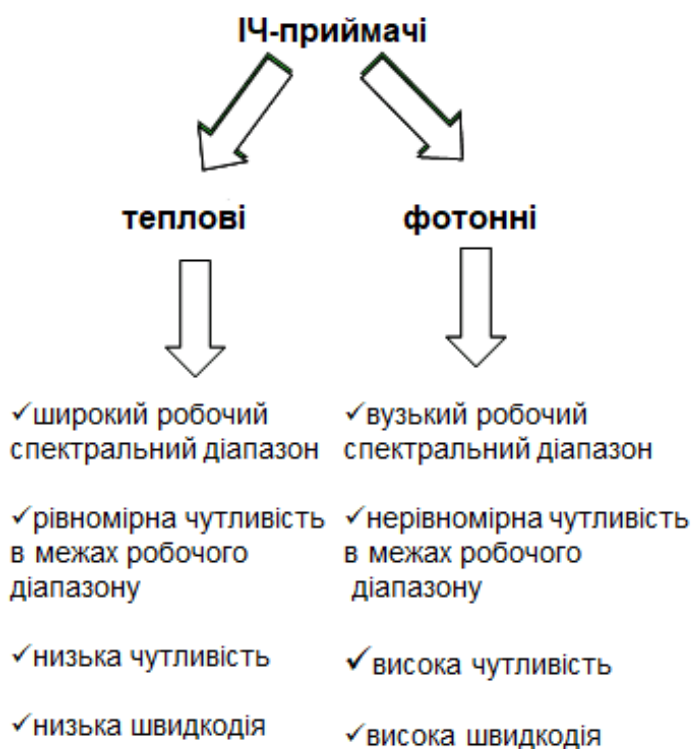 ІЧ-приймачі
теплові
фотонні
✓широкий робочий
спектральний діапазон
✓рівномірна чутливість
в межах робочого
діапазону
✓низька чутливість
✓низька швидкодія
✓вузький робочий
спектральний діапазон
✓нерівномірна чутливість
в межах робочого
діапазону
✓висока чутливість
✓висока швидкодія